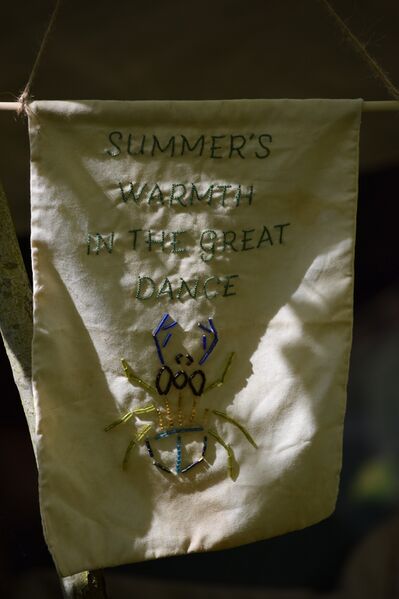 SUMMER'S
WARMTH
IN THE GREAT
DANCE